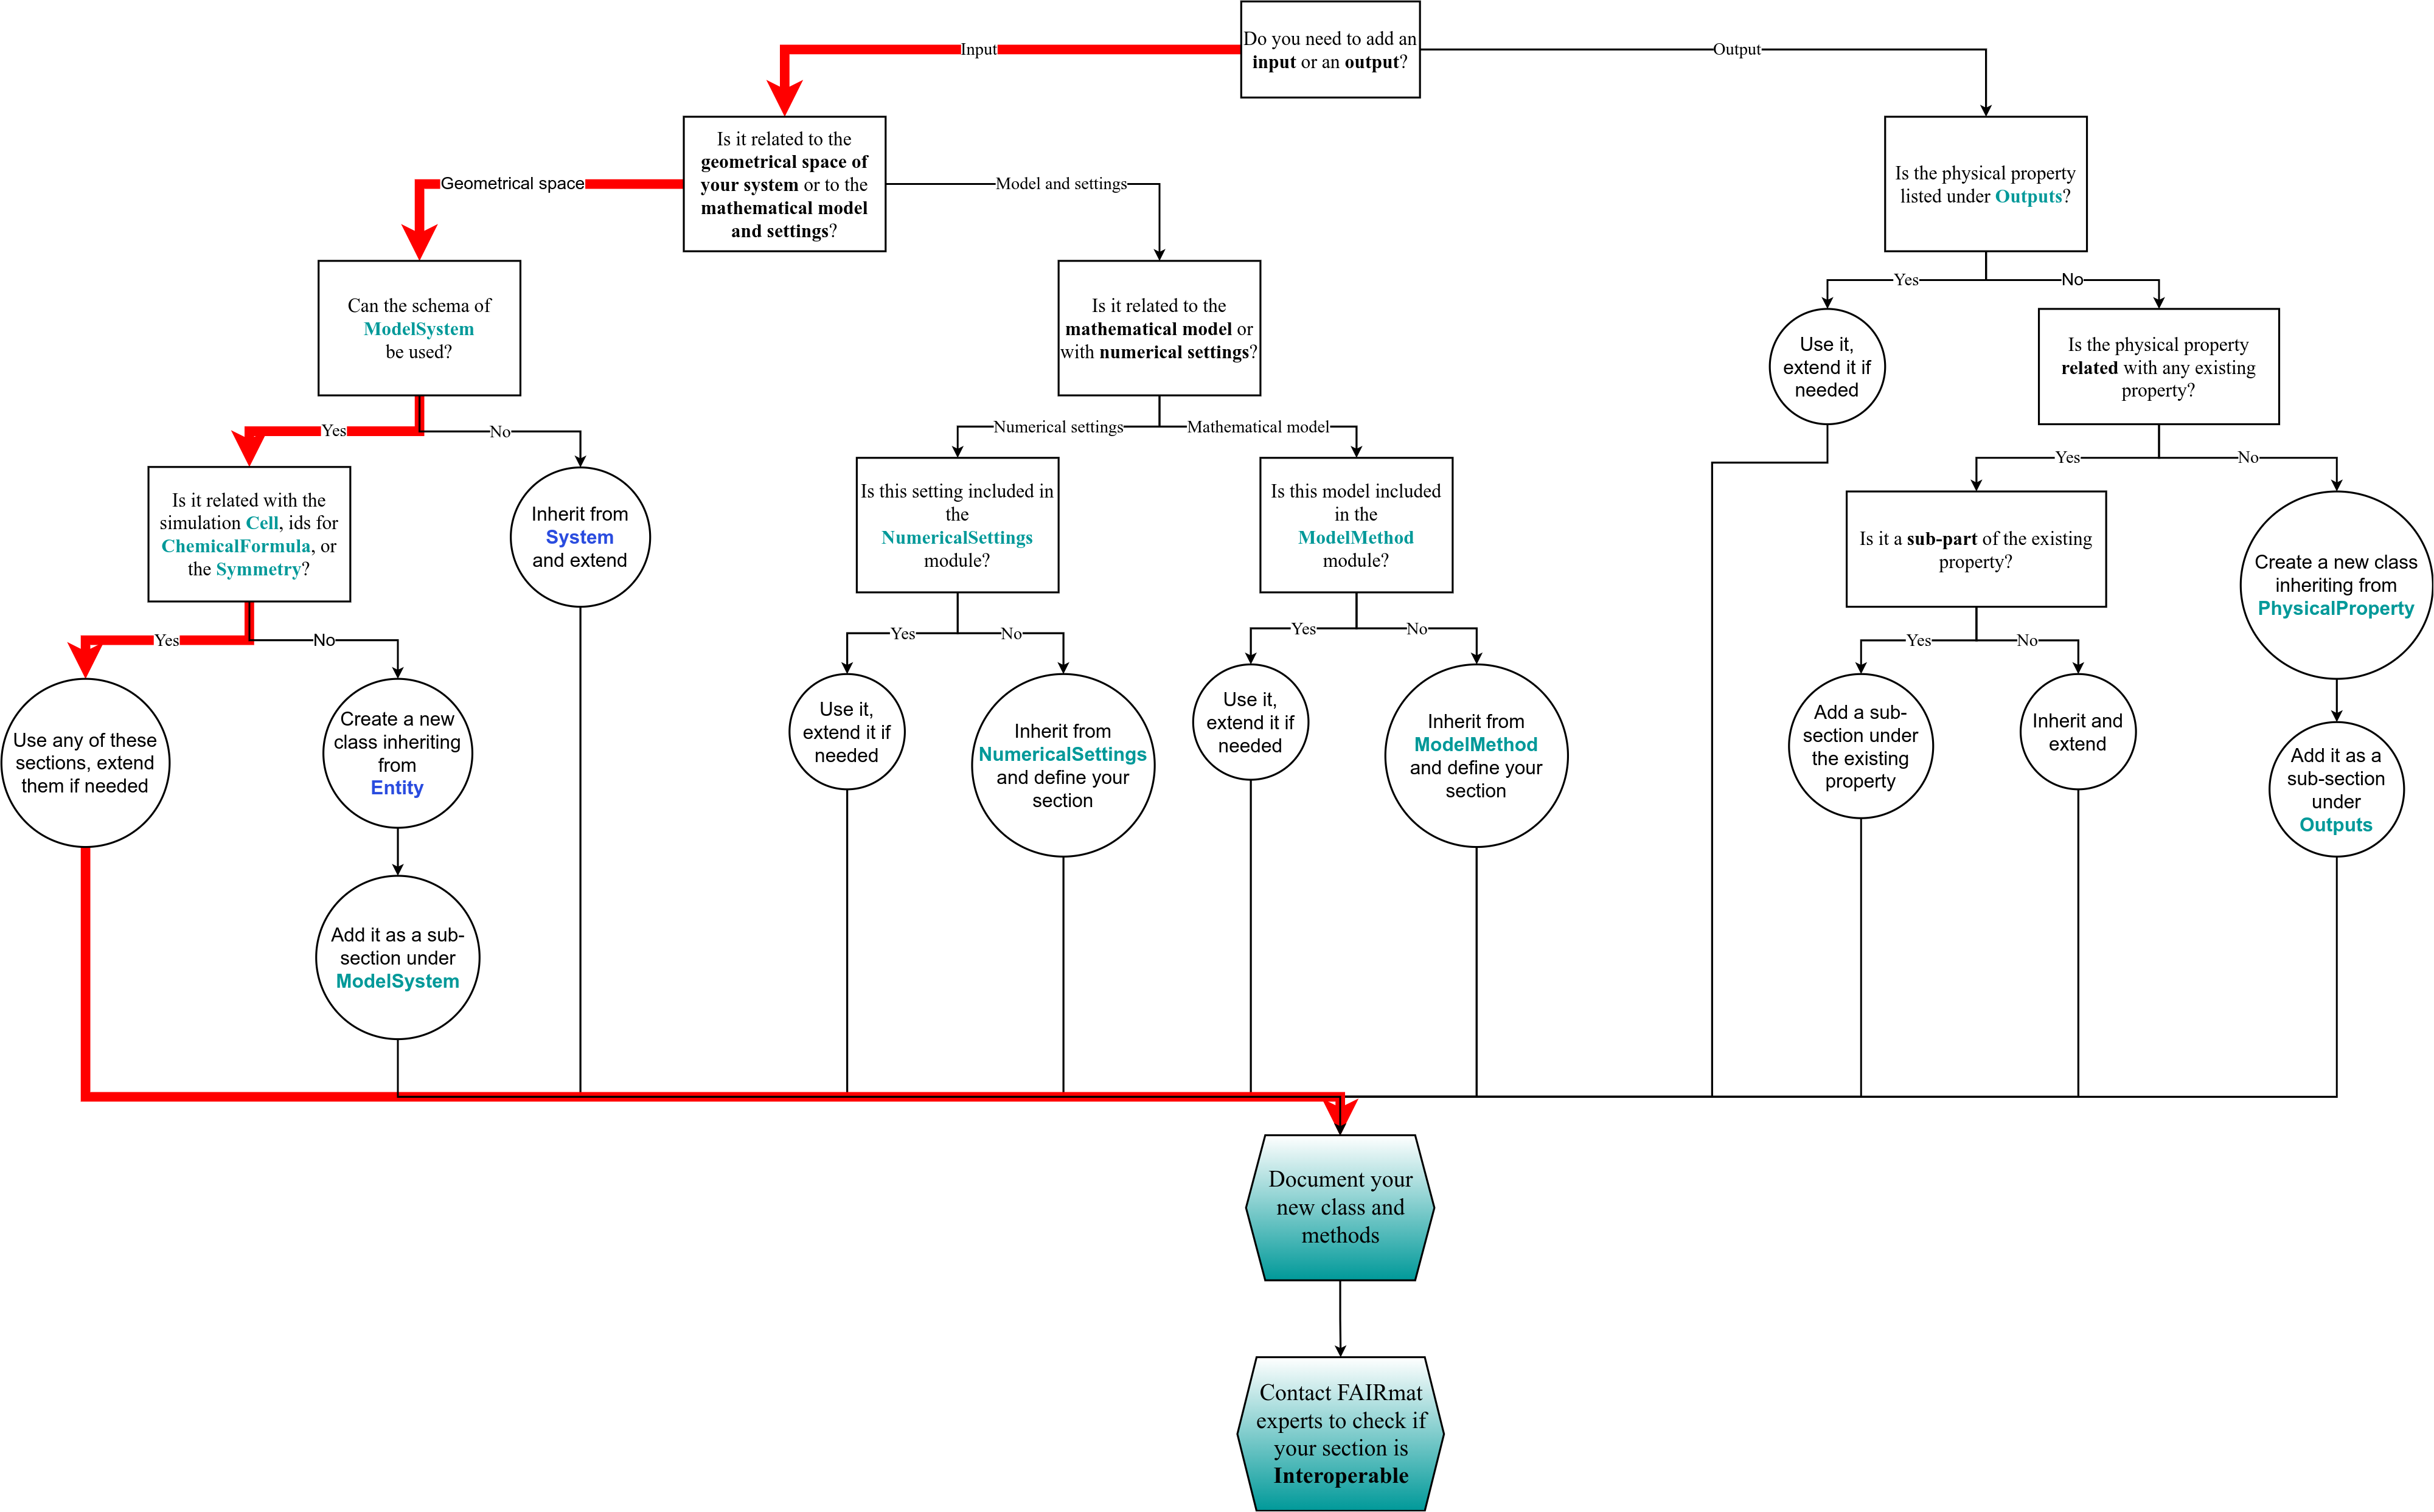 Do you need to add an
input or an output?
Input
Output
Is it related to the
geometrical space of
your system or to the
mathematical model
and settings?
Is the physical property
listed under Outputs?
Geometrical space
Model and settings
Yes
No
Can the schema of
ModelSystem
be used?
Is it related to the
mathematical model or
with numerical settings?
Use it,
extend it if
needed
Is the physical property
related with any existing
property?
Yes
No
Numerical settings
Mathematical model
Yes
No
Is it related with the
simulation Cell, ids for
ChemicalFormula, or
the Symmetry?
Inherit from
System
and extend
Is this setting included in
the
NumericalSettings
module?
Is this model included
in the
ModelMethod
module?
Is it a sub-part of the existing
property?
Create a new class
inheriting from
PhysicalProperty
Yes
No
Yes
No
Yes
No
Yes
No
Use any of these
sections, extend
them if needed
Create a new
class inheriting
from
Entity
Use it,
extend it if
needed
Inherit from
NumericalSettings
and define your
section
Use it,
extend it if
needed
Inherit from
ModelMethod
and define your
section
Add a sub-
section under
the existing
property
Inherit and
extend
Add it as a
sub-section
under
Outputs
Add it as a sub-
section under
ModelSystem
Document your
new class and
methods
Contact FAIRmat
experts to check if
your section is
Interoperable